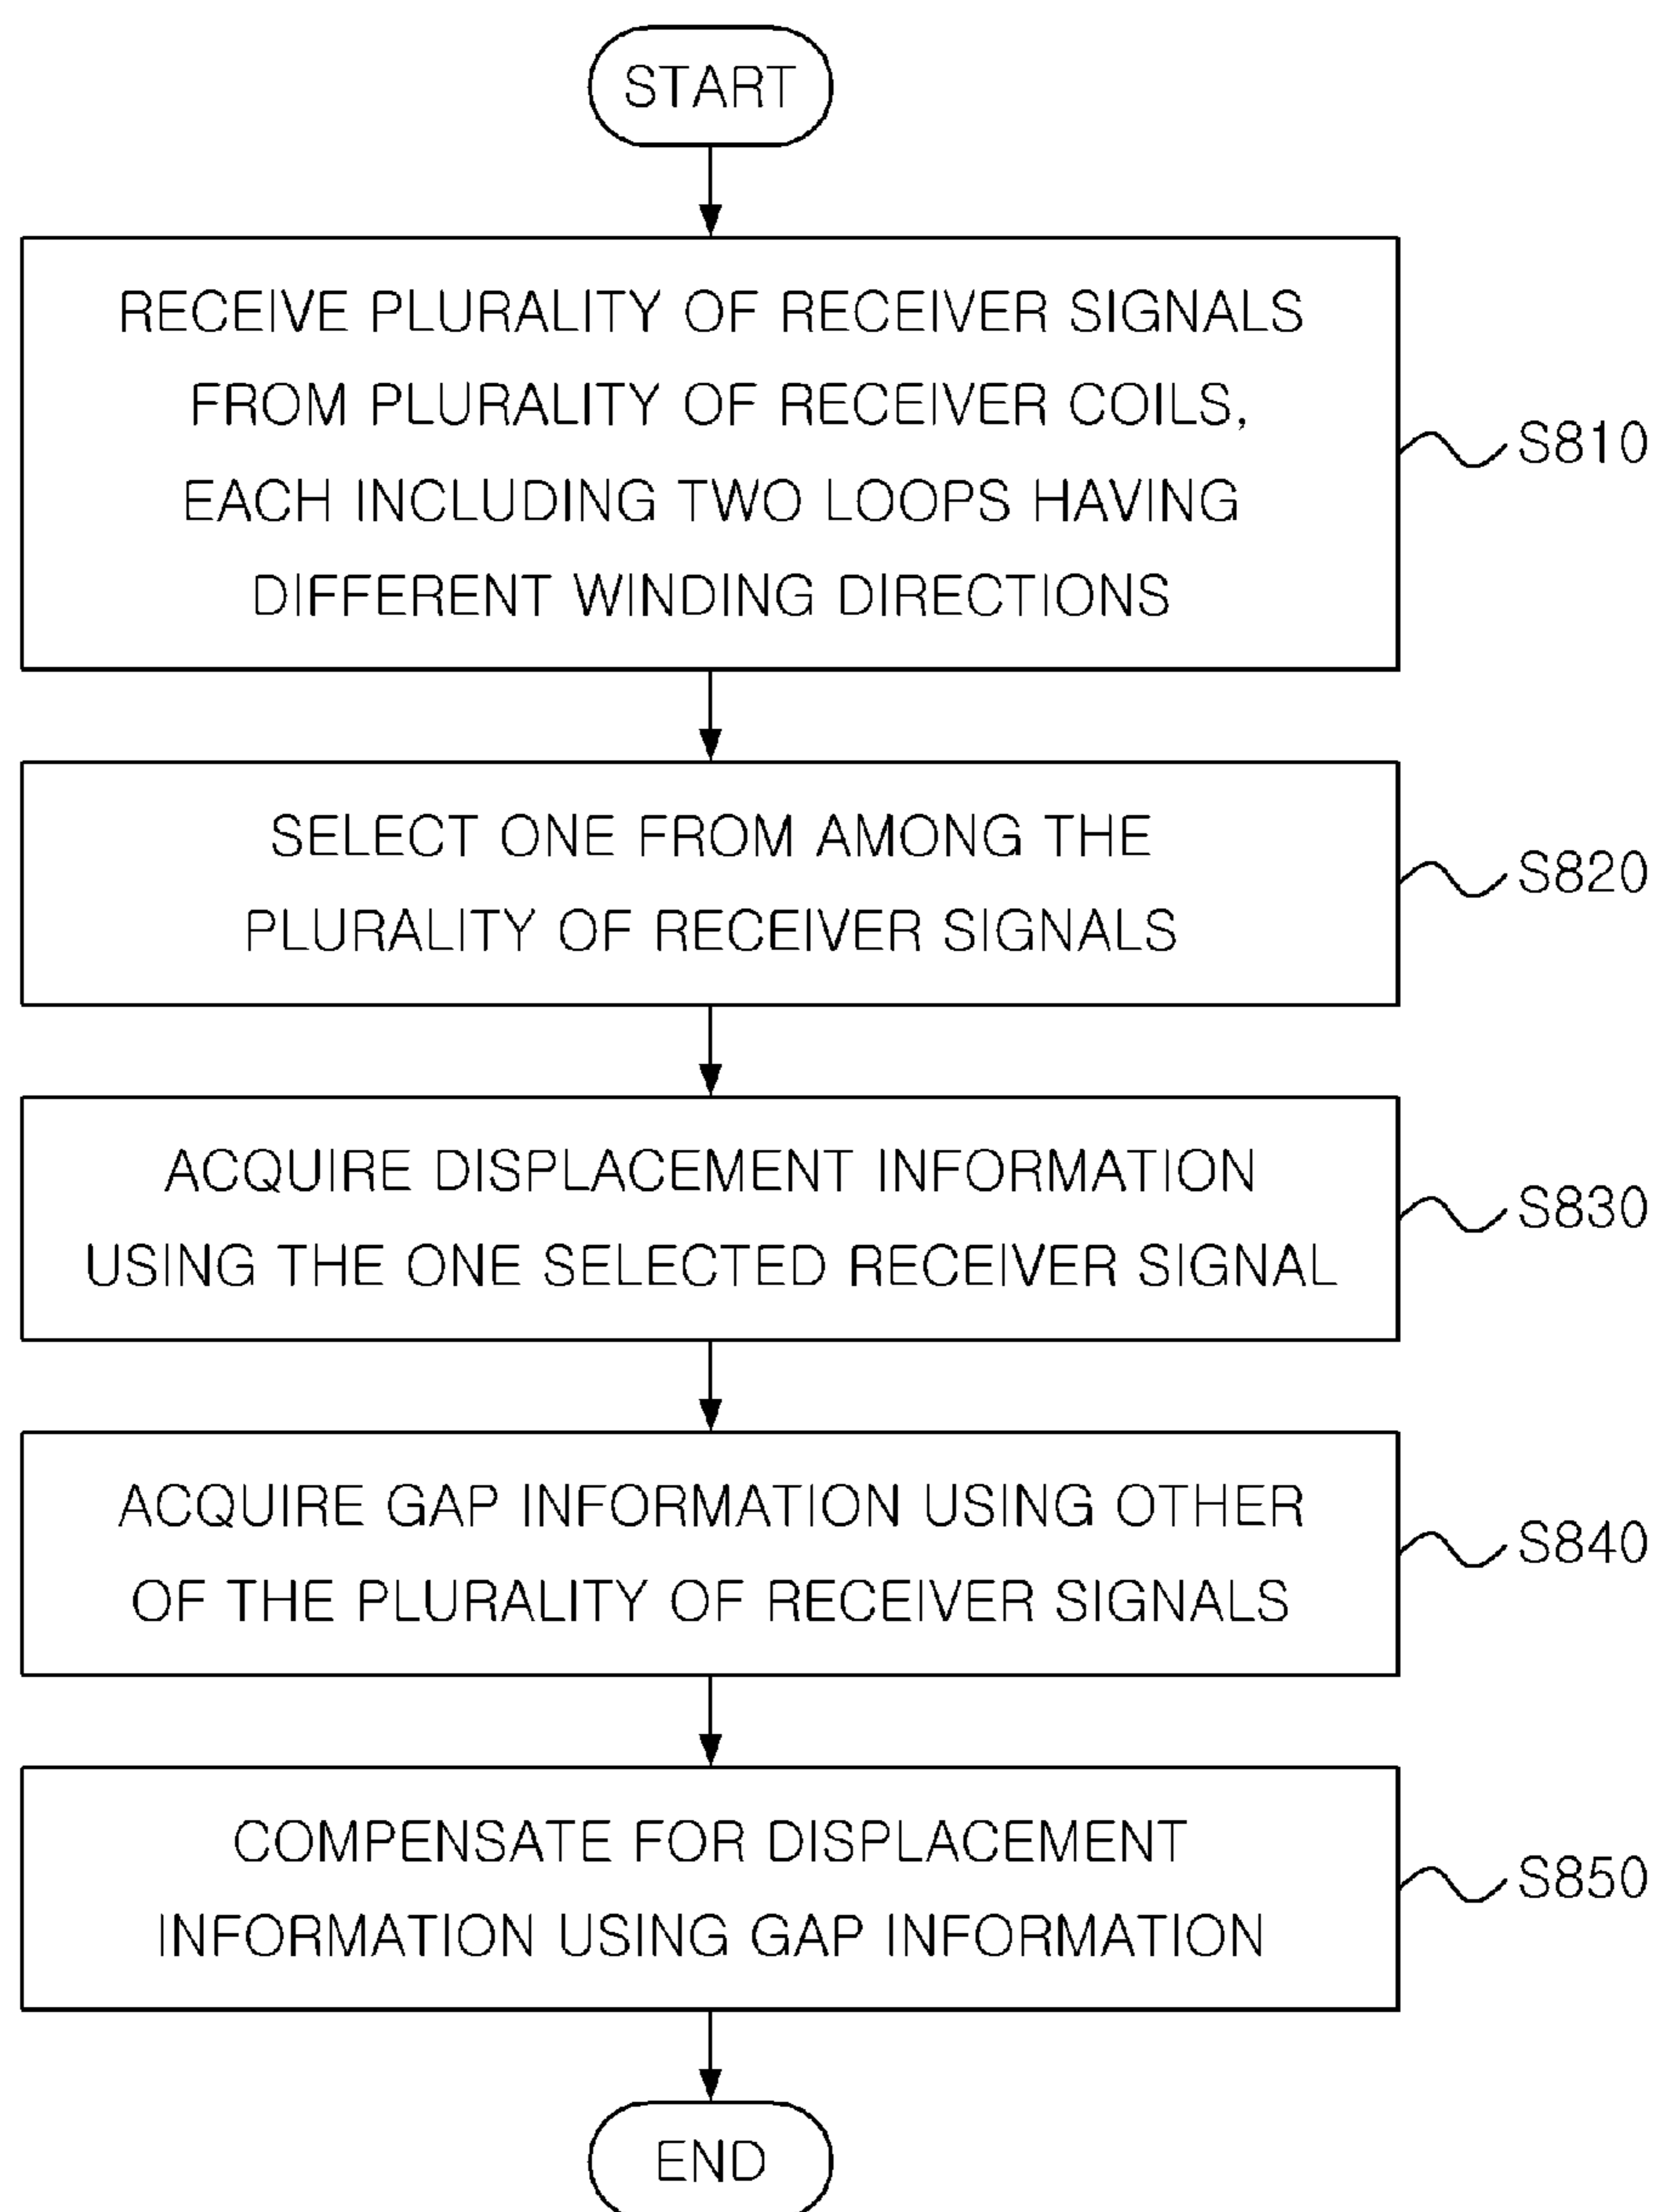 START
RECEIVE PLURALITY OF RECEIVER SIGNALS
FROM PLURALITY OF RECEIVER COILS,
EACH INCLUDING TWO LOOPS HAVING
DIFFERENT WINDING DIRECTIONS
S810
SELECT ONE FROM AMONG THE
PLURALITY OF RECEIVER SIGNALS
S820
ACQUIRE DISPLACEMENT INFORMATION
USING THE ONE SELECTED RECEIVER SIGNAL
S830
ACQUIRE GAP INFORMATION USING OTHER
OF THE PLURALITY OF RECEIVER SIGNALS
S840
COMPENSATE FOR DISPLACEMENT
INFORMATION USING GAP INFORMATION
S850
END